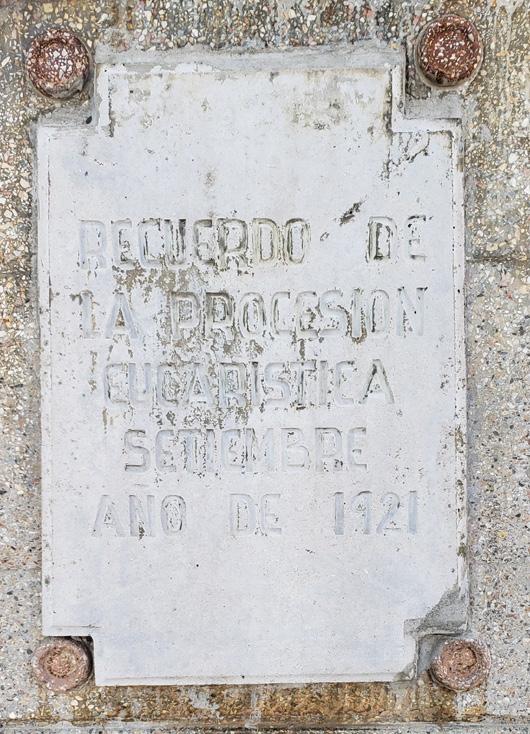 RECUERDO DE
LA PROCESION
EUCARISTICA
SETIEMBRE
AÑO DE 1921